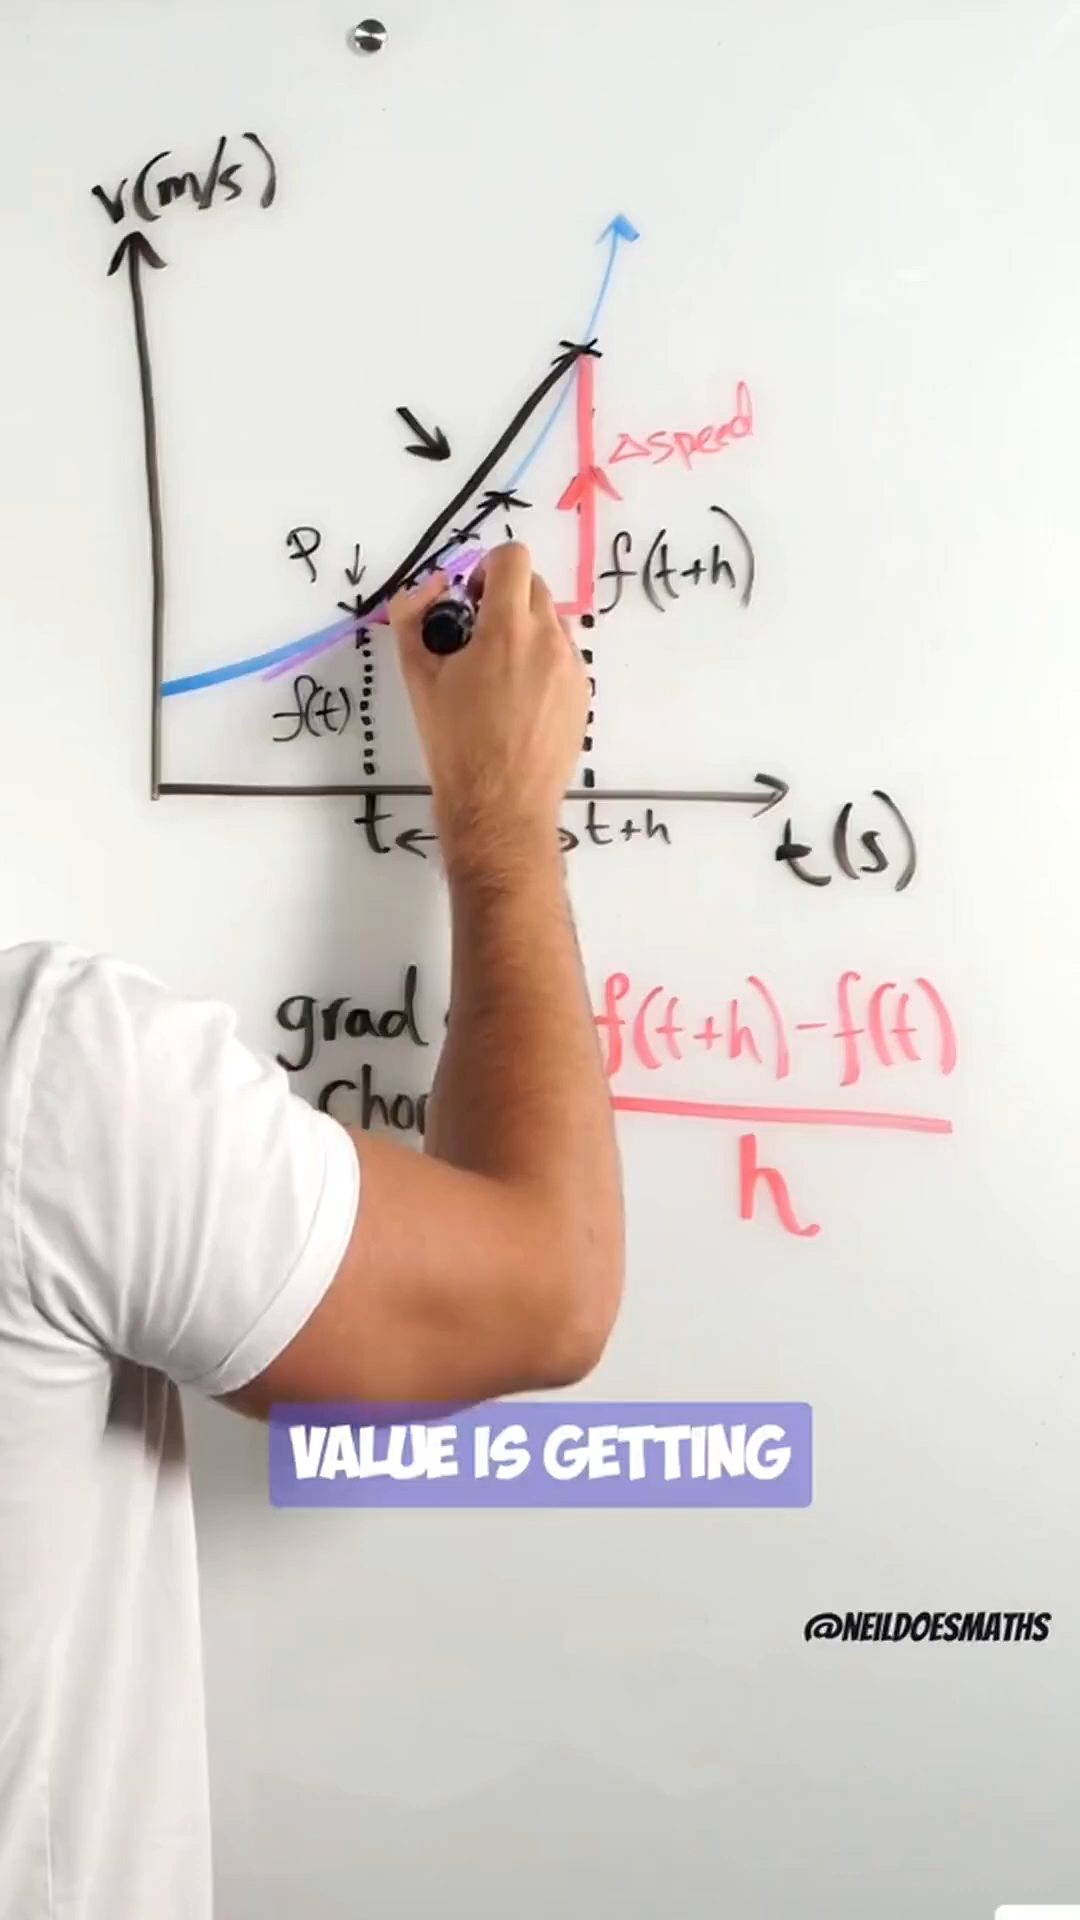 v(m/s)
Δspeed
P
f(t+h)
f(t)
t
t+h
t(s)
grad
f(t+h)-f(t)
h
VALUE IS GETTING
@NEILDOESMATHS